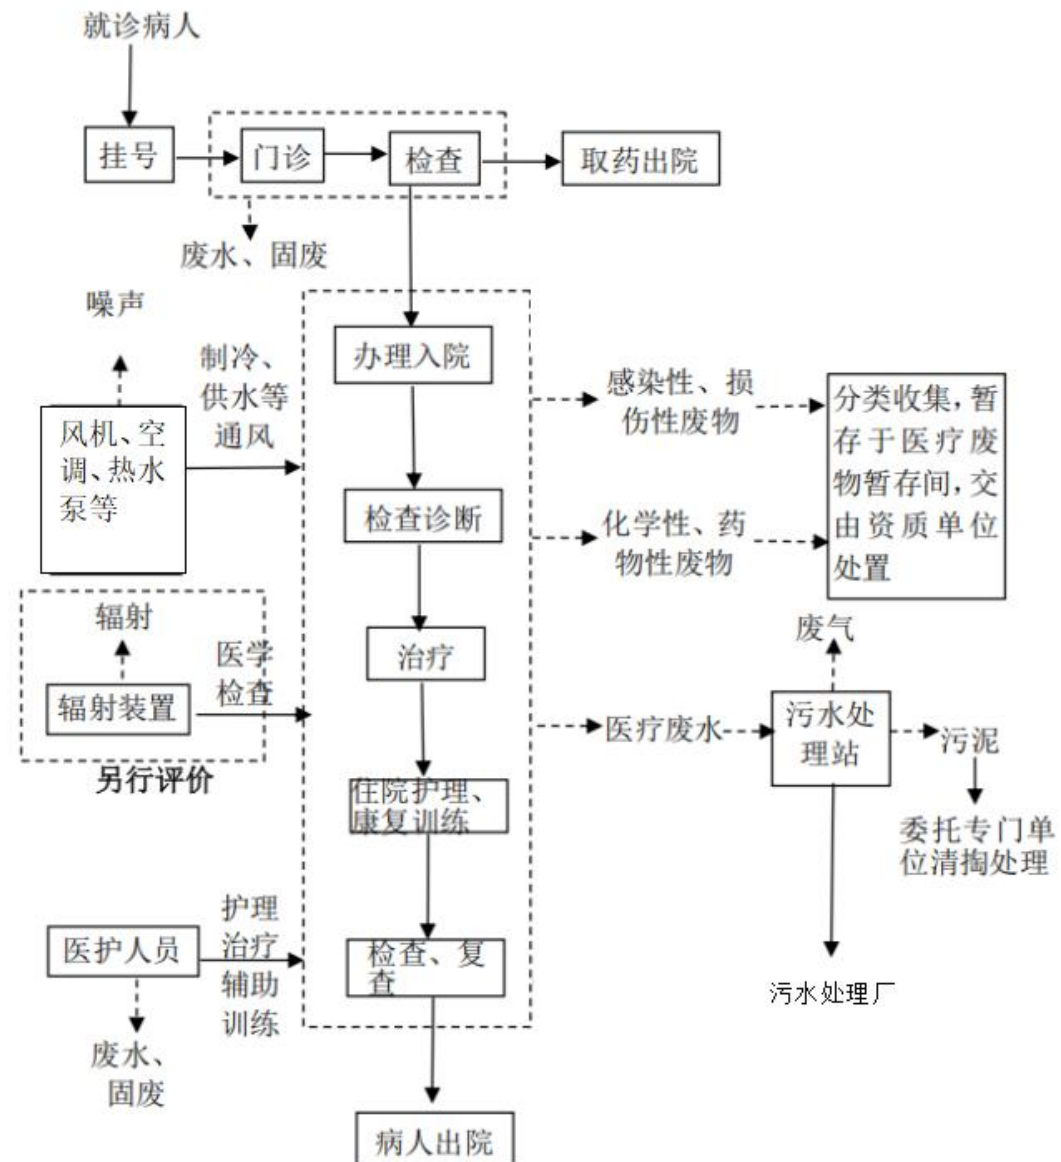 就诊病人
挂号
门诊
检查
取药出院
废水、固废
噪声
制冷、
供水等
通风
风机、空
调、热水
泵等
办理入院
感染性、损
伤性废物
分类收集，暂
存于医疗废
物暂存间，交
由资质单位
处置
检查诊断
化学性、药
物性废物
辐射
医学
检查
辐射装置
另行评价
治疗
废气
医疗废水
污水处
理站
污泥
委托专门单
位清掏处理
住院护理、
康复训练
医护人员
护理
治疗
辅助
训练
检查、复
查
污水处理厂
废水、
固废
病人出院